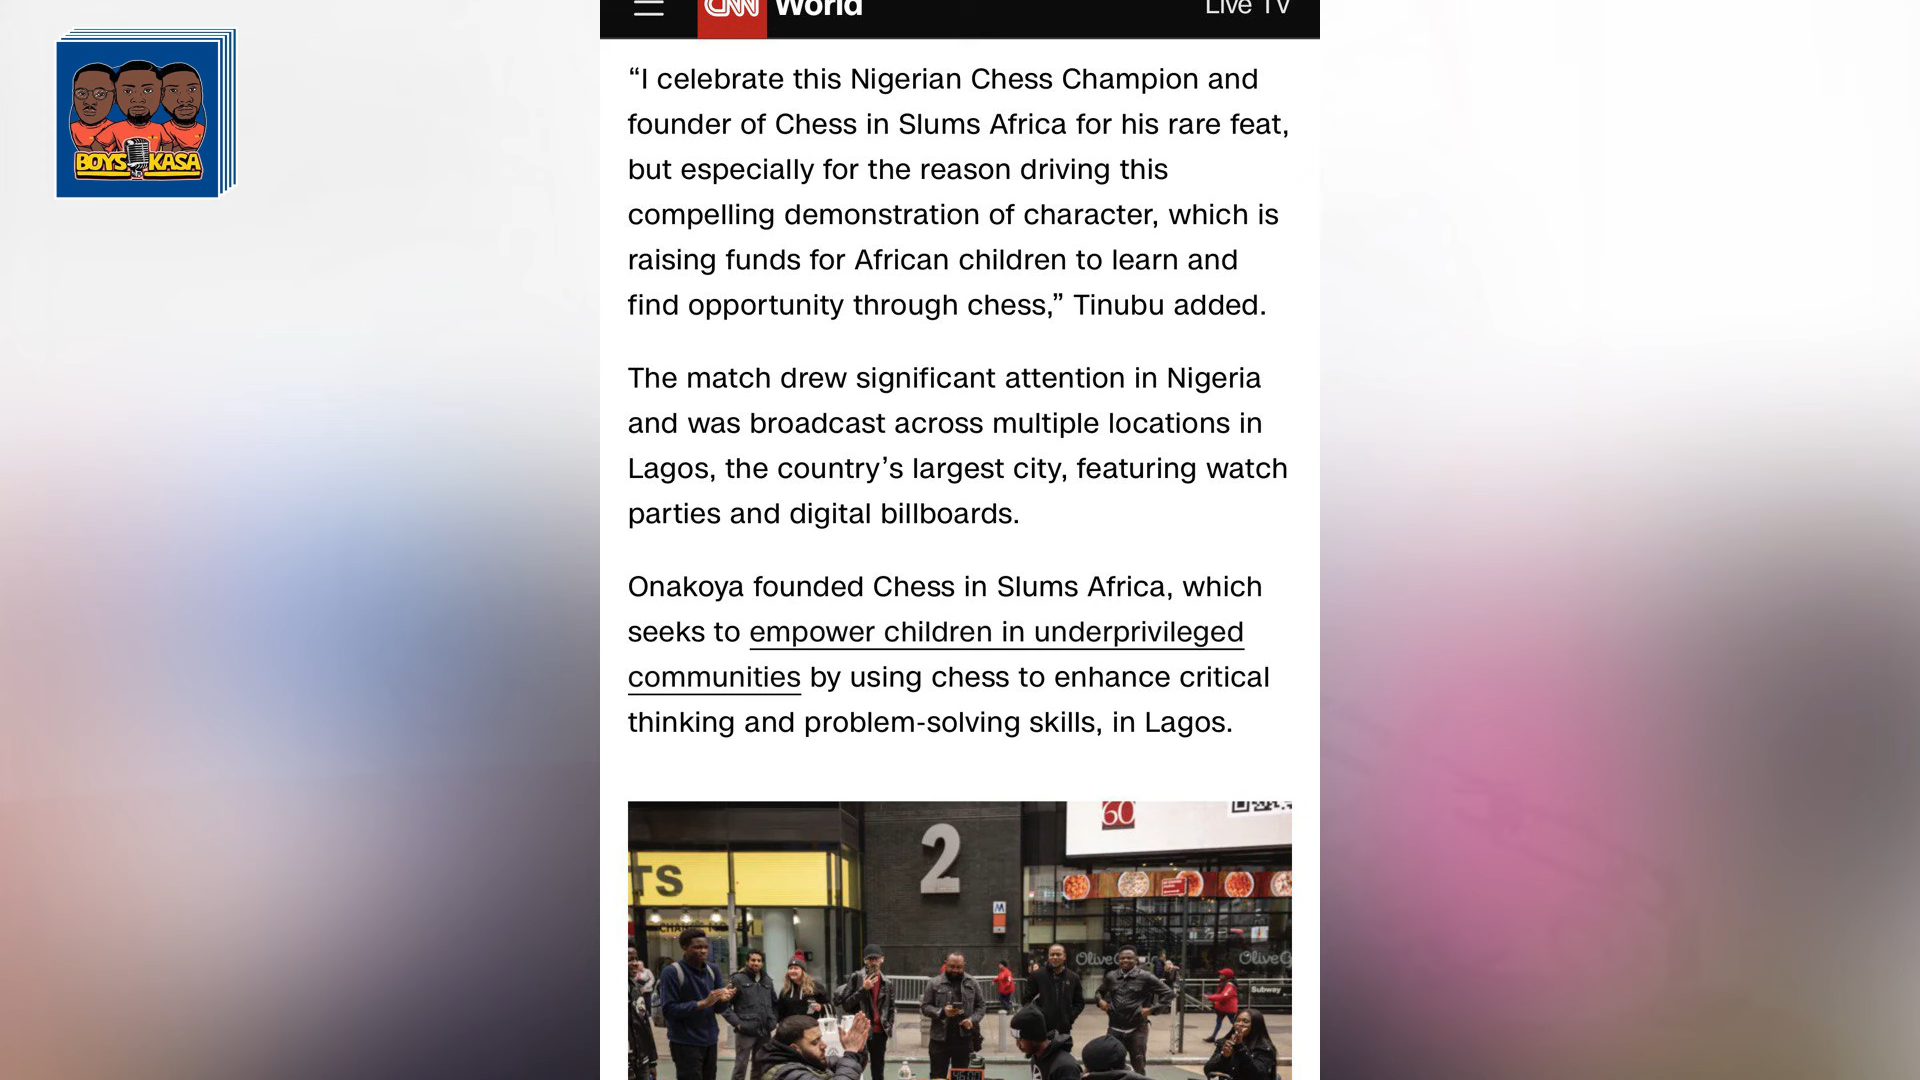 CNN World
Live TV
BOYS KASA
“I celebrate this Nigerian Chess Champion and
founder of Chess in Slums Africa for his rare feat,
but especially for the reason driving this
compelling demonstration of character, which is
raising funds for African children to learn and
find opportunity through chess,” Tinubu added.
The match drew significant attention in Nigeria
and was broadcast across multiple locations in
Lagos, the country’s largest city, featuring watch
parties and digital billboards.
Onakoya founded Chess in Slums Africa, which
seeks to empower children in underprivileged
communities by using chess to enhance critical
thinking and problem-solving skills, in Lagos.
60
2
TS
M
Subway